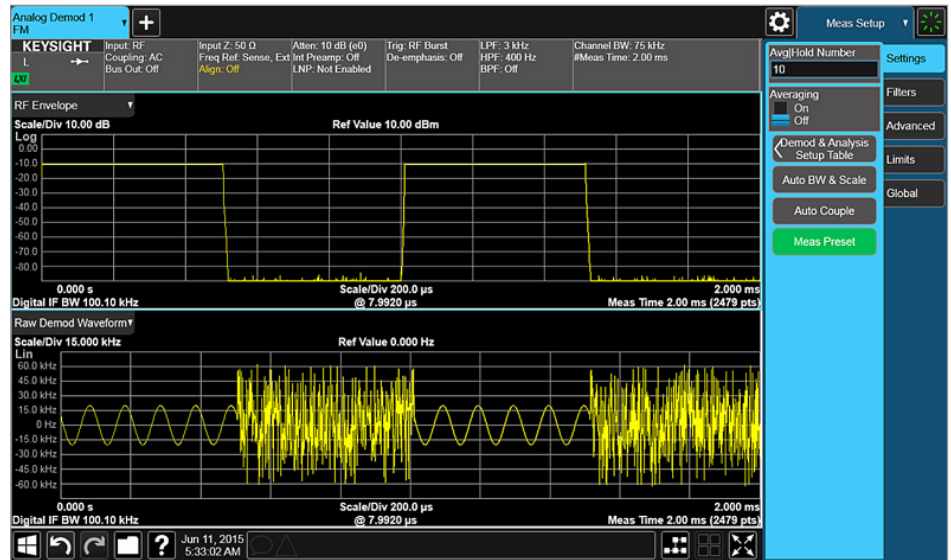 Analog Demod 1
FM
Meas Setup
KEYSIGHT
L
LXI
Input: RF
Coupling: AC
Bus Out: Off
Input Z: 50 Ω
Freq Ref: Sense, Ext
Align: Off
Atten: 10 dB (e0)
Int Preamp: Off
LNP: Not Enabled
Trig: RF Burst
De-emphasis: Off
LPF: 3 kHz
HPF: 400 Hz
BPF: Off
Channel BW: 75 kHz
#Meas Time: 2.00 ms
RF Envelope
Scale/Div 10.00 dB
Ref Value 10.00 dBm
Log
0.00
-10.0
-20.0
-30.0
-40.0
-50.0
-60.0
-70.0
-80.0
0.000 s
Scale/Div 200.0 µs
2.000 ms
Digital IF BW 100.10 kHz
@ 7.9920 µs
Meas Time 2.00 ms (2479 pts)
Raw Demod Waveform
Scale/Div 15.000 kHz
Ref Value 0.000 Hz
Lin
60.0 kHz
45.0 kHz
30.0 kHz
15.0 kHz
0 Hz
-15.0 kHz
-30.0 kHz
-45.0 kHz
-60.0 kHz
0.000 s
Scale/Div 200.0 µs
2.000 ms
Digital IF BW 100.10 kHz
@ 7.9920 µs
Meas Time 2.00 ms (2479 pts)
?
Jun 11, 2015
5:33:02 AM
Avg|Hold Number
10
Averaging
On
Off
Demod & Analysis
Setup Table
Auto BW & Scale
Auto Couple
Meas Preset
Settings
Filters
Advanced
Limits
Global